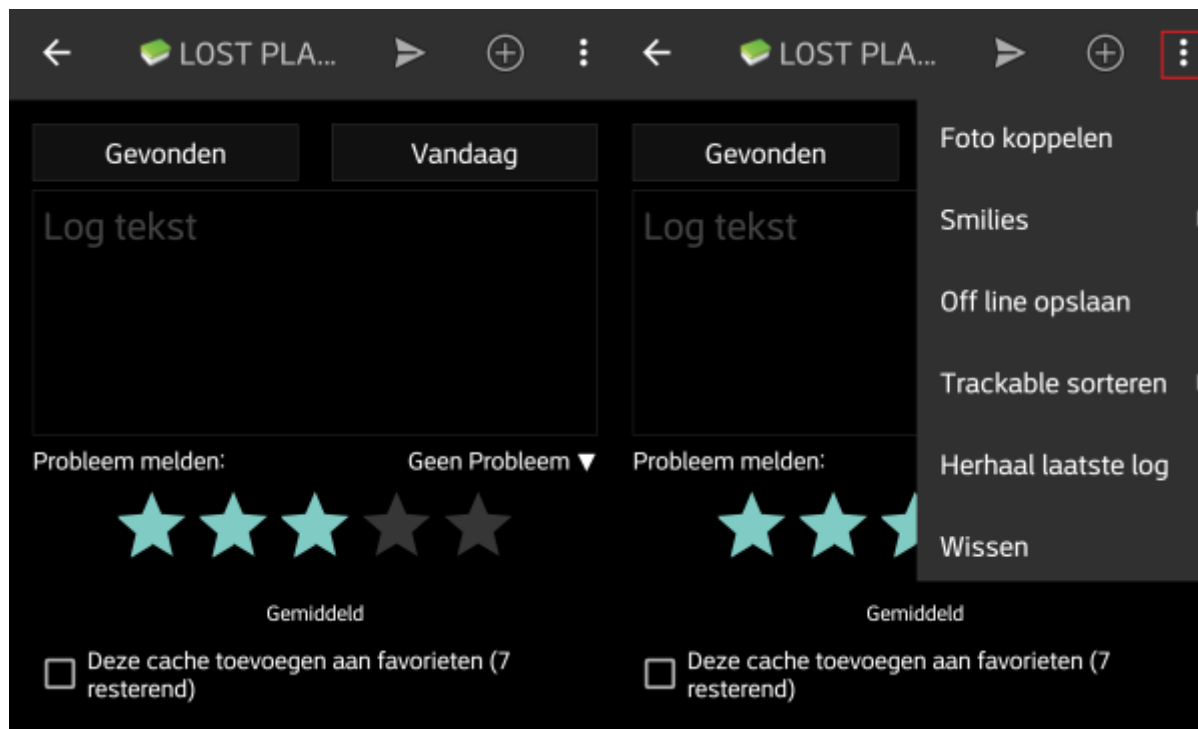 LOST PLA...
Gevonden
Vandaag
Log tekst
Probleem melden:
Geen Probleem ▼
Gemiddeld
Deze cache toevoegen aan favorieten (7
resterend)
LOST PLA...
Gevonden
Log tekst
Probleem melden:
Foto koppelen
Smilies
Off line opslaan
Trackable sorteren
Herhaal laatste log
Wissen
Gemiddeld
Deze cache toevoegen aan favorieten (7
resterend)